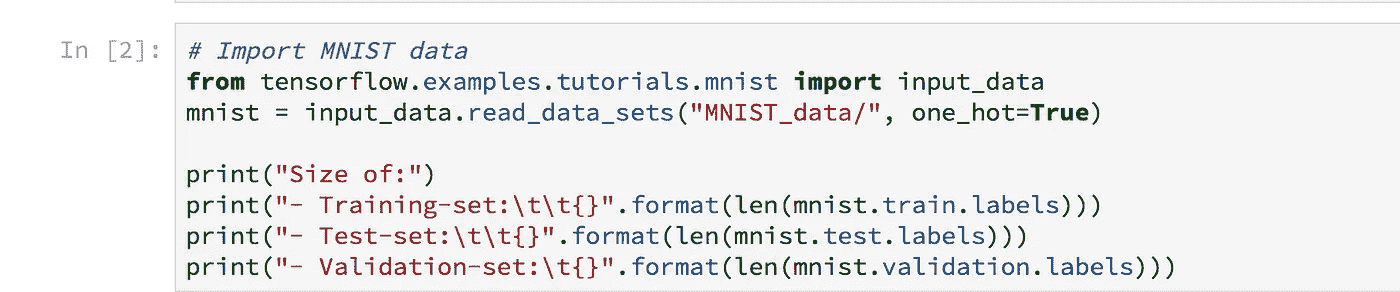 In [2]:
# Import MNIST data
from tensorflow.examples.tutorials.mnist import input_data
mnist = input_data.read_data_sets("MNIST_data/", one_hot=True)
print("Size of:")
print("- Training-set:\t\t{}".format(len(mnist.train.labels)))
print("- Test-set:\t\t{}".format(len(mnist.test.labels)))
print("- Validation-set:\t{}".format(len(mnist.validation.labels)))